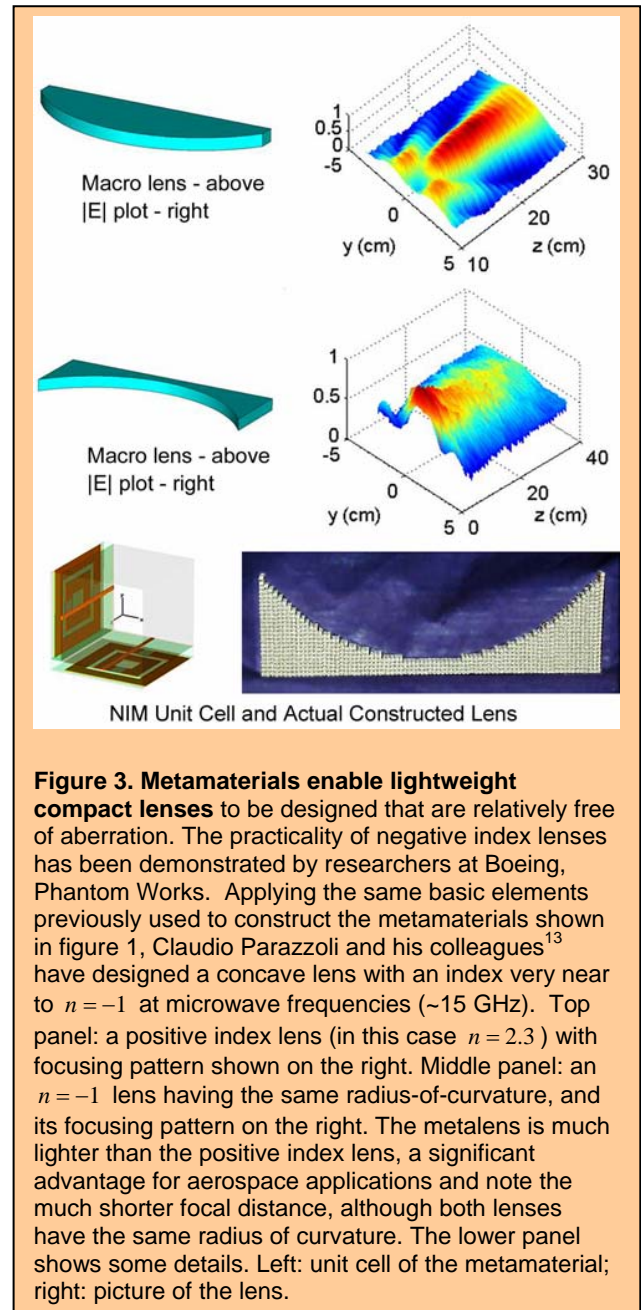 Macro lens - above
|E| plot - right
1
0.5
0
-5
0
5
y (cm)
10
20
30
z (cm)
Macro lens - above
|E| plot - right
1
0.5
0
-5
0
5
y (cm)
0
20
40
z (cm)
NIM Unit Cell and Actual Constructed Lens
Figure 3. Metamaterials enable lightweight
compact lenses to be designed that are relatively free
of aberration. The practicality of negative index lenses
has been demonstrated by researchers at Boeing,
Phantom Works. Applying the same basic elements
previously used to construct the metamaterials shown
in figure 1, Claudio Parazzoli and his colleagues¹³
have designed a concave lens with an index very near
to n = −1 at microwave frequencies (~15 GHz). Top
panel: a positive index lens (in this case n = 2.3 ) with
focusing pattern shown on the right. Middle panel: an
n = −1 lens having the same radius-of-curvature, and
its focusing pattern on the right. The metalens is much
lighter than the positive index lens, a significant
advantage for aerospace applications and note the
much shorter focal distance, although both lenses
have the same radius of curvature. The lower panel
shows some details. Left: unit cell of the metamaterial;
right: picture of the lens.